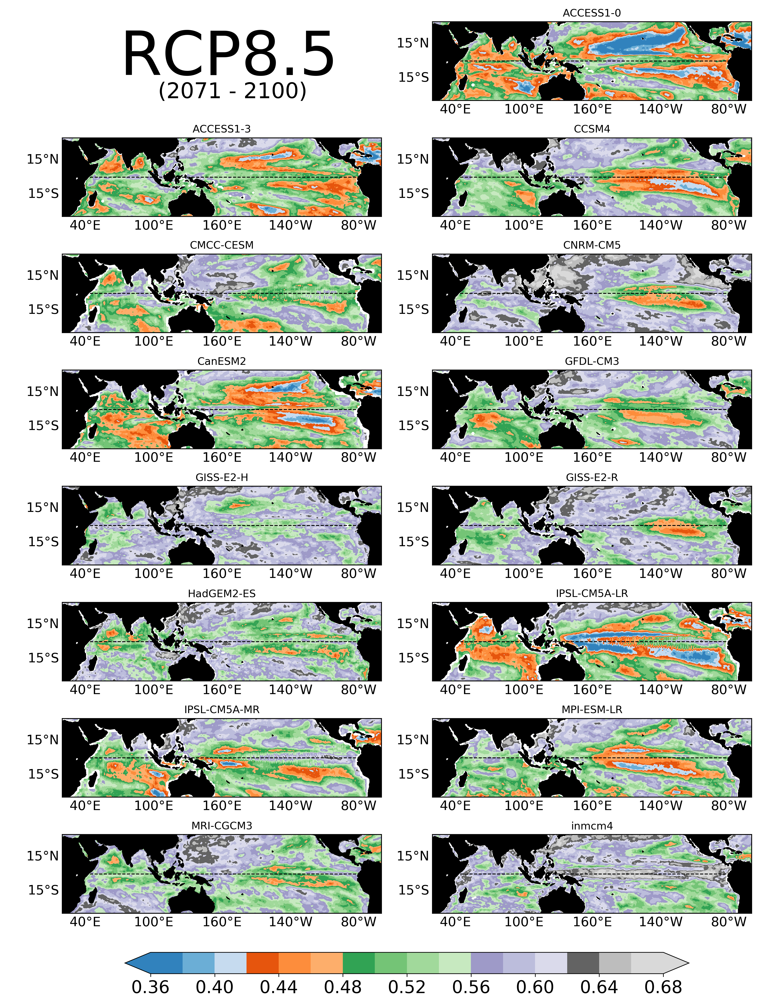 RCP8.5
(2071 - 2100)
ACCESS1-0
15°N
15°S
40°E 100°E 160°E 140°W 80°W
ACCESS1-3
15°N
15°S
40°E 100°E 160°E 140°W 80°W
CCSM4
15°N
15°S
40°E 100°E 160°E 140°W 80°W
CMCC-CESM
15°N
15°S
40°E 100°E 160°E 140°W 80°W
CNRM-CM5
15°N
15°S
40°E 100°E 160°E 140°W 80°W
CanESM2
15°N
15°S
40°E 100°E 160°E 140°W 80°W
GFDL-CM3
15°N
15°S
40°E 100°E 160°E 140°W 80°W
GISS-E2-H
15°N
15°S
40°E 100°E 160°E 140°W 80°W
GISS-E2-R
15°N
15°S
40°E 100°E 160°E 140°W 80°W
HadGEM2-ES
15°N
15°S
40°E 100°E 160°E 140°W 80°W
IPSL-CM5A-LR
15°N
15°S
40°E 100°E 160°E 140°W 80°W
IPSL-CM5A-MR
15°N
15°S
40°E 100°E 160°E 140°W 80°W
MPI-ESM-LR
15°N
15°S
40°E 100°E 160°E 140°W 80°W
MRI-CGCM3
15°N
15°S
40°E 100°E 160°E 140°W 80°W
inmcm4
15°N
15°S
40°E 100°E 160°E 140°W 80°W
0.36 0.40 0.44 0.48 0.52 0.56 0.60 0.64 0.68